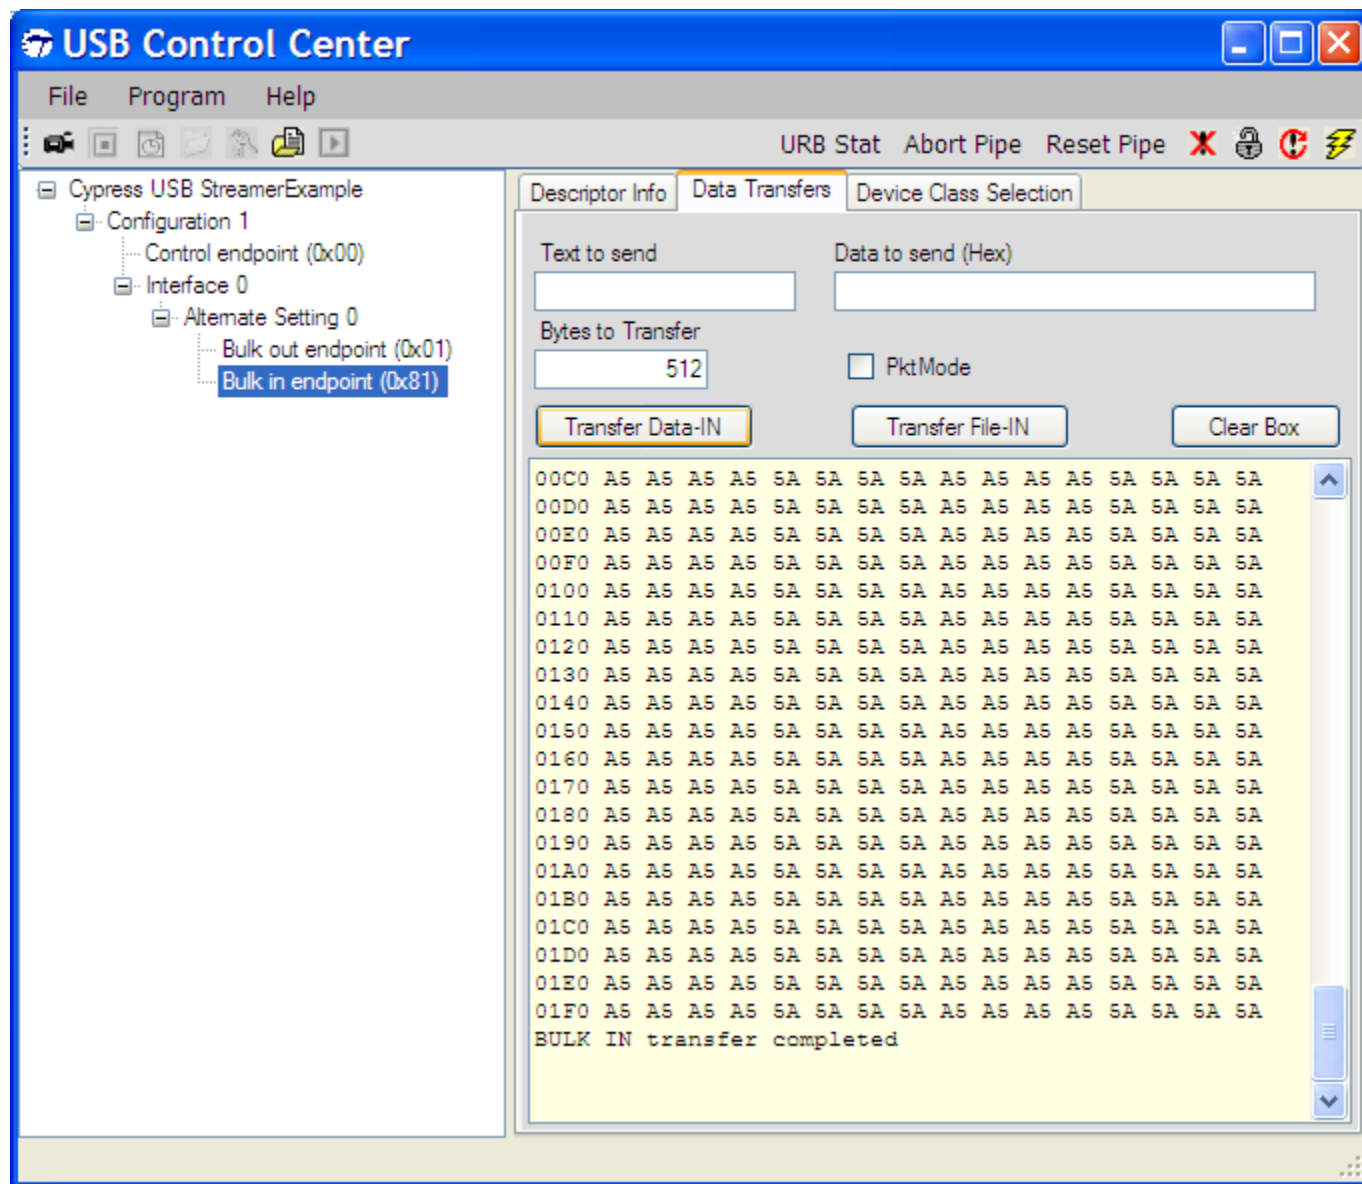 USB Control Center
File Program Help
URB Stat Abort Pipe Reset Pipe
Cypress USB StreamerExample
Configuration 1
Control endpoint (0x00)
Interface 0
Alternate Setting 0
Bulk out endpoint (0x01)
Bulk in endpoint (0x81)
Descriptor Info Data Transfers Device Class Selection
Text to send Data to send (Hex)
Bytes to Transfer
512 PktMode
Transfer Data-IN Transfer File-IN Clear Box
00C0 A5 A5 A5 A5 5A 5A 5A 5A A5 A5 A5 A5 5A 5A 5A 5A
00D0 A5 A5 A5 A5 5A 5A 5A 5A A5 A5 A5 A5 5A 5A 5A 5A
00E0 A5 A5 A5 A5 5A 5A 5A 5A A5 A5 A5 A5 5A 5A 5A 5A
00F0 A5 A5 A5 A5 5A 5A 5A 5A A5 A5 A5 A5 5A 5A 5A 5A
0100 A5 A5 A5 A5 5A 5A 5A 5A A5 A5 A5 A5 5A 5A 5A 5A
0110 A5 A5 A5 A5 5A 5A 5A 5A A5 A5 A5 A5 5A 5A 5A 5A
0120 A5 A5 A5 A5 5A 5A 5A 5A A5 A5 A5 A5 5A 5A 5A 5A
0130 A5 A5 A5 A5 5A 5A 5A 5A A5 A5 A5 A5 5A 5A 5A 5A
0140 A5 A5 A5 A5 5A 5A 5A 5A A5 A5 A5 A5 5A 5A 5A 5A
0150 A5 A5 A5 A5 5A 5A 5A 5A A5 A5 A5 A5 5A 5A 5A 5A
0160 A5 A5 A5 A5 5A 5A 5A 5A A5 A5 A5 A5 5A 5A 5A 5A
0170 A5 A5 A5 A5 5A 5A 5A 5A A5 A5 A5 A5 5A 5A 5A 5A
0180 A5 A5 A5 A5 5A 5A 5A 5A A5 A5 A5 A5 5A 5A 5A 5A
0190 A5 A5 A5 A5 5A 5A 5A 5A A5 A5 A5 A5 5A 5A 5A 5A
01A0 A5 A5 A5 A5 5A 5A 5A 5A A5 A5 A5 A5 5A 5A 5A 5A
01B0 A5 A5 A5 A5 5A 5A 5A 5A A5 A5 A5 A5 5A 5A 5A 5A
01C0 A5 A5 A5 A5 5A 5A 5A 5A A5 A5 A5 A5 5A 5A 5A 5A
01D0 A5 A5 A5 A5 5A 5A 5A 5A A5 A5 A5 A5 5A 5A 5A 5A
01E0 A5 A5 A5 A5 5A 5A 5A 5A A5 A5 A5 A5 5A 5A 5A 5A
01F0 A5 A5 A5 A5 5A 5A 5A 5A A5 A5 A5 A5 5A 5A 5A 5A
BULK IN transfer completed